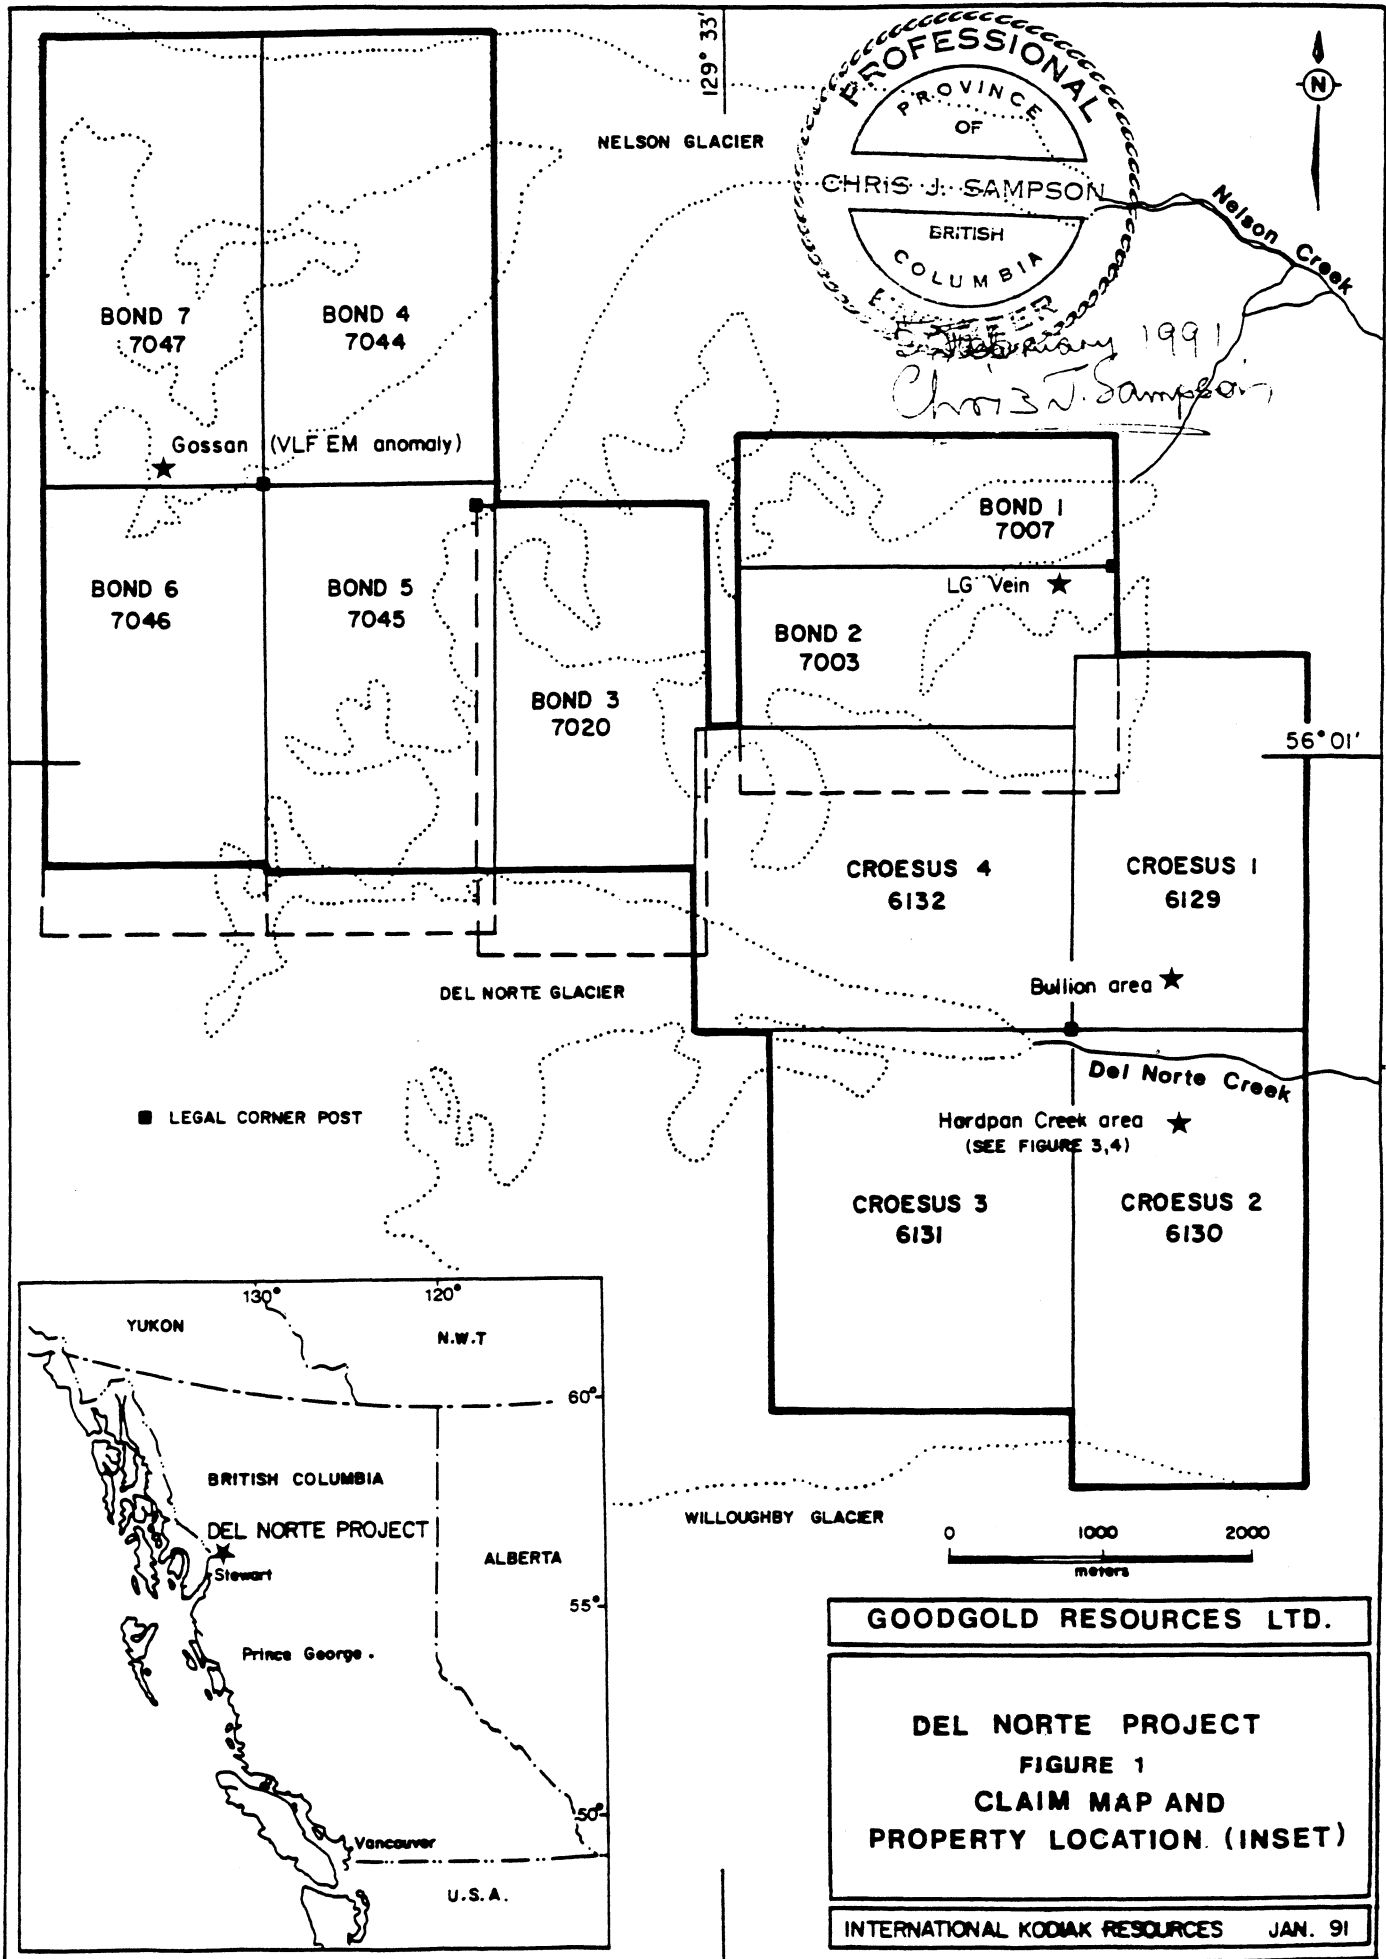 129° 33'
PROFESSIONAL
PROVINCE
OF
CHRIS J. SAMPSON
BRITISH
COLUMBIA
1991
Chris J. Sampson
N
NELSON GLACIER
Nelson Creek
BOND 7
7047
BOND 4
7044
Gossan (VLF EM anomaly)
BOND 1
7007
LG Vein
BOND 6
7046
BOND 5
7045
BOND 2
7003
BOND 3
7020
56° 01'
CROESUS 4
6132
CROESUS 1
6129
Bullion area
DEL NORTE GLACIER
Del Norte Creek
LEGAL CORNER POST
Hardpan Creek area
(SEE FIGURE 3,4)
CROESUS 3
6131
CROESUS 2
6130
130°
120°
YUKON
N.W.T
60°
BRITISH COLUMBIA
DEL NORTE PROJECT
Stewart
ALBERTA
55°
Prince George .
50°
Vancouver
U.S.A.
WILLOUGHBY GLACIER
0 1000 2000
meters
GOODGOLD RESOURCES LTD.
DEL NORTE PROJECT
FIGURE 1
CLAIM MAP AND
PROPERTY LOCATION (INSET)
INTERNATIONAL KODIAK RESOURCES JAN. 91